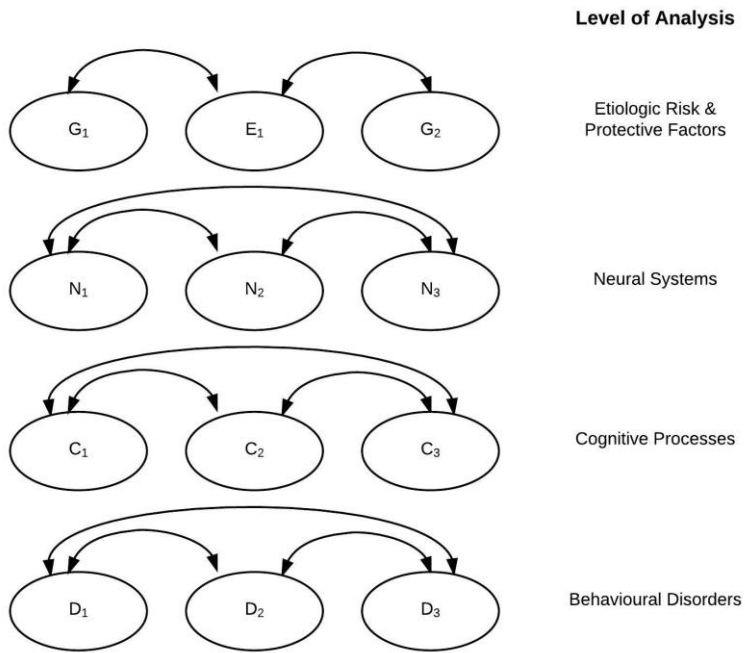 Level of Analysis
G₁ E₁ G₂
Etiologic Risk &
Protective Factors
N₁ N₂ N₃
Neural Systems
C₁ C₂ C₃
Cognitive Processes
D₁ D₂ D₃
Behavioural Disorders